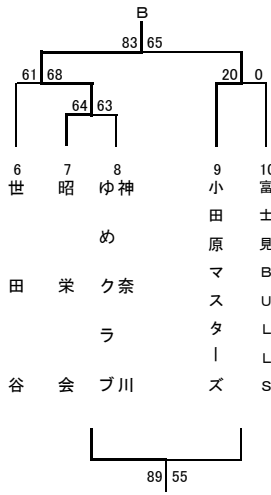 B
83 65
61 68
20 0
64 63
6
7
8
9
10
世田谷
昭栄会
神奈川
ゆめクラブ
小田原マスターズ
富士見BULLS
89 55